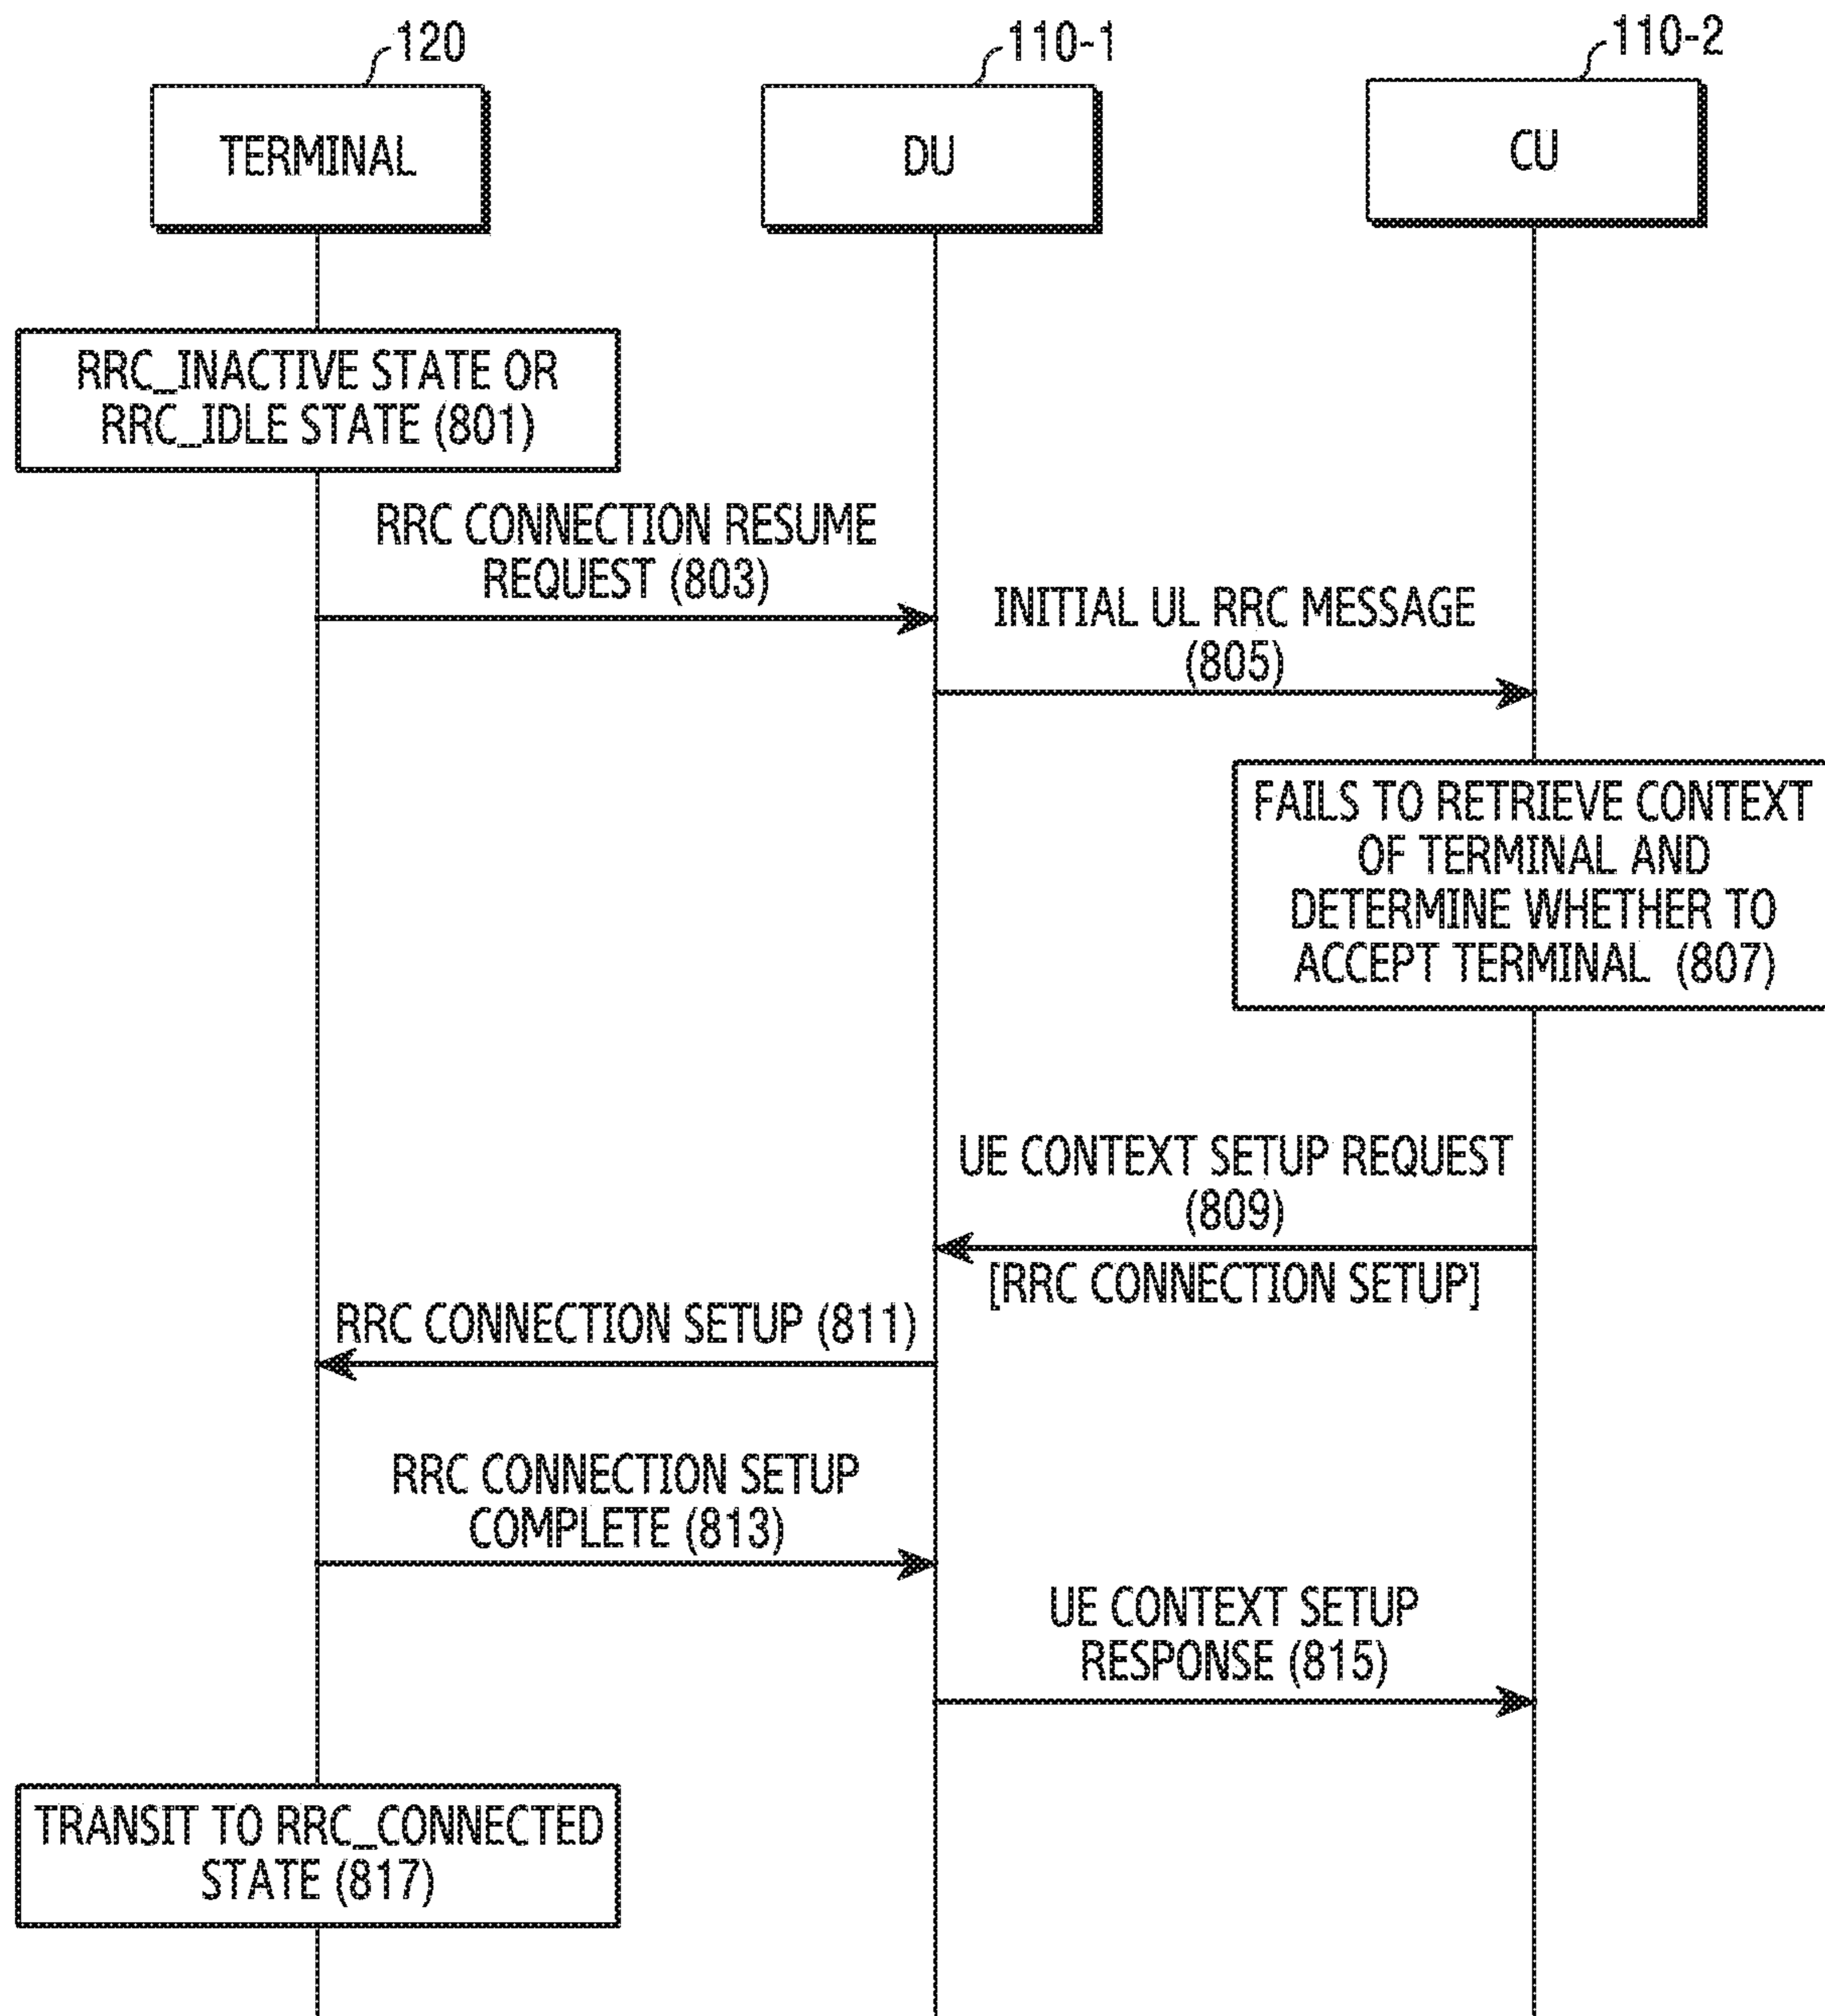 120
110-1
110-2
TERMINAL
DU
CU
RRC_INACTIVE STATE OR
RRC_IDLE STATE (801)
RRC CONNECTION RESUME
REQUEST (803)
INITIAL UL RRC MESSAGE
(805)
FAILS TO RETRIEVE CONTEXT
OF TERMINAL AND
DETERMINE WHETHER TO
ACCEPT TERMINAL (807)
UE CONTEXT SETUP REQUEST
(809)
[RRC CONNECTION SETUP]
RRC CONNECTION SETUP (811)
RRC CONNECTION SETUP
COMPLETE (813)
UE CONTEXT SETUP
RESPONSE (815)
TRANSIT TO RRC_CONNECTED
STATE (817)